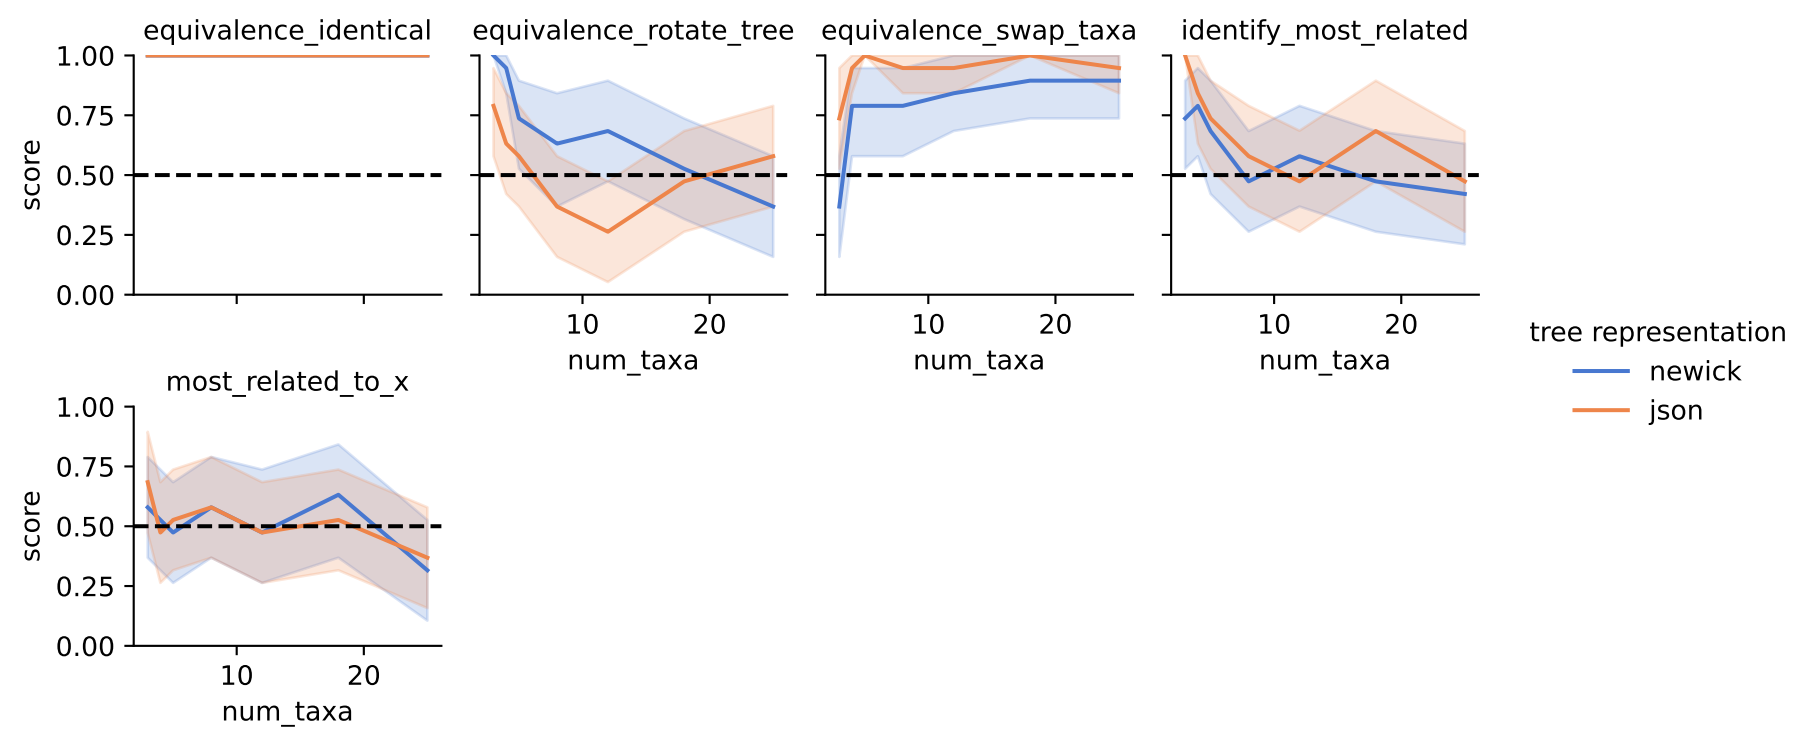 equivalence_identical
equivalence_rotate_tree
equivalence_swap_taxa
identify_most_related
score
1.00
0.75
0.50
0.25
0.00
10
20
num_taxa
10
20
num_taxa
10
20
num_taxa
tree representation
newick
json
most_related_to_x
score
1.00
0.75
0.50
0.25
0.00
10
20
num_taxa